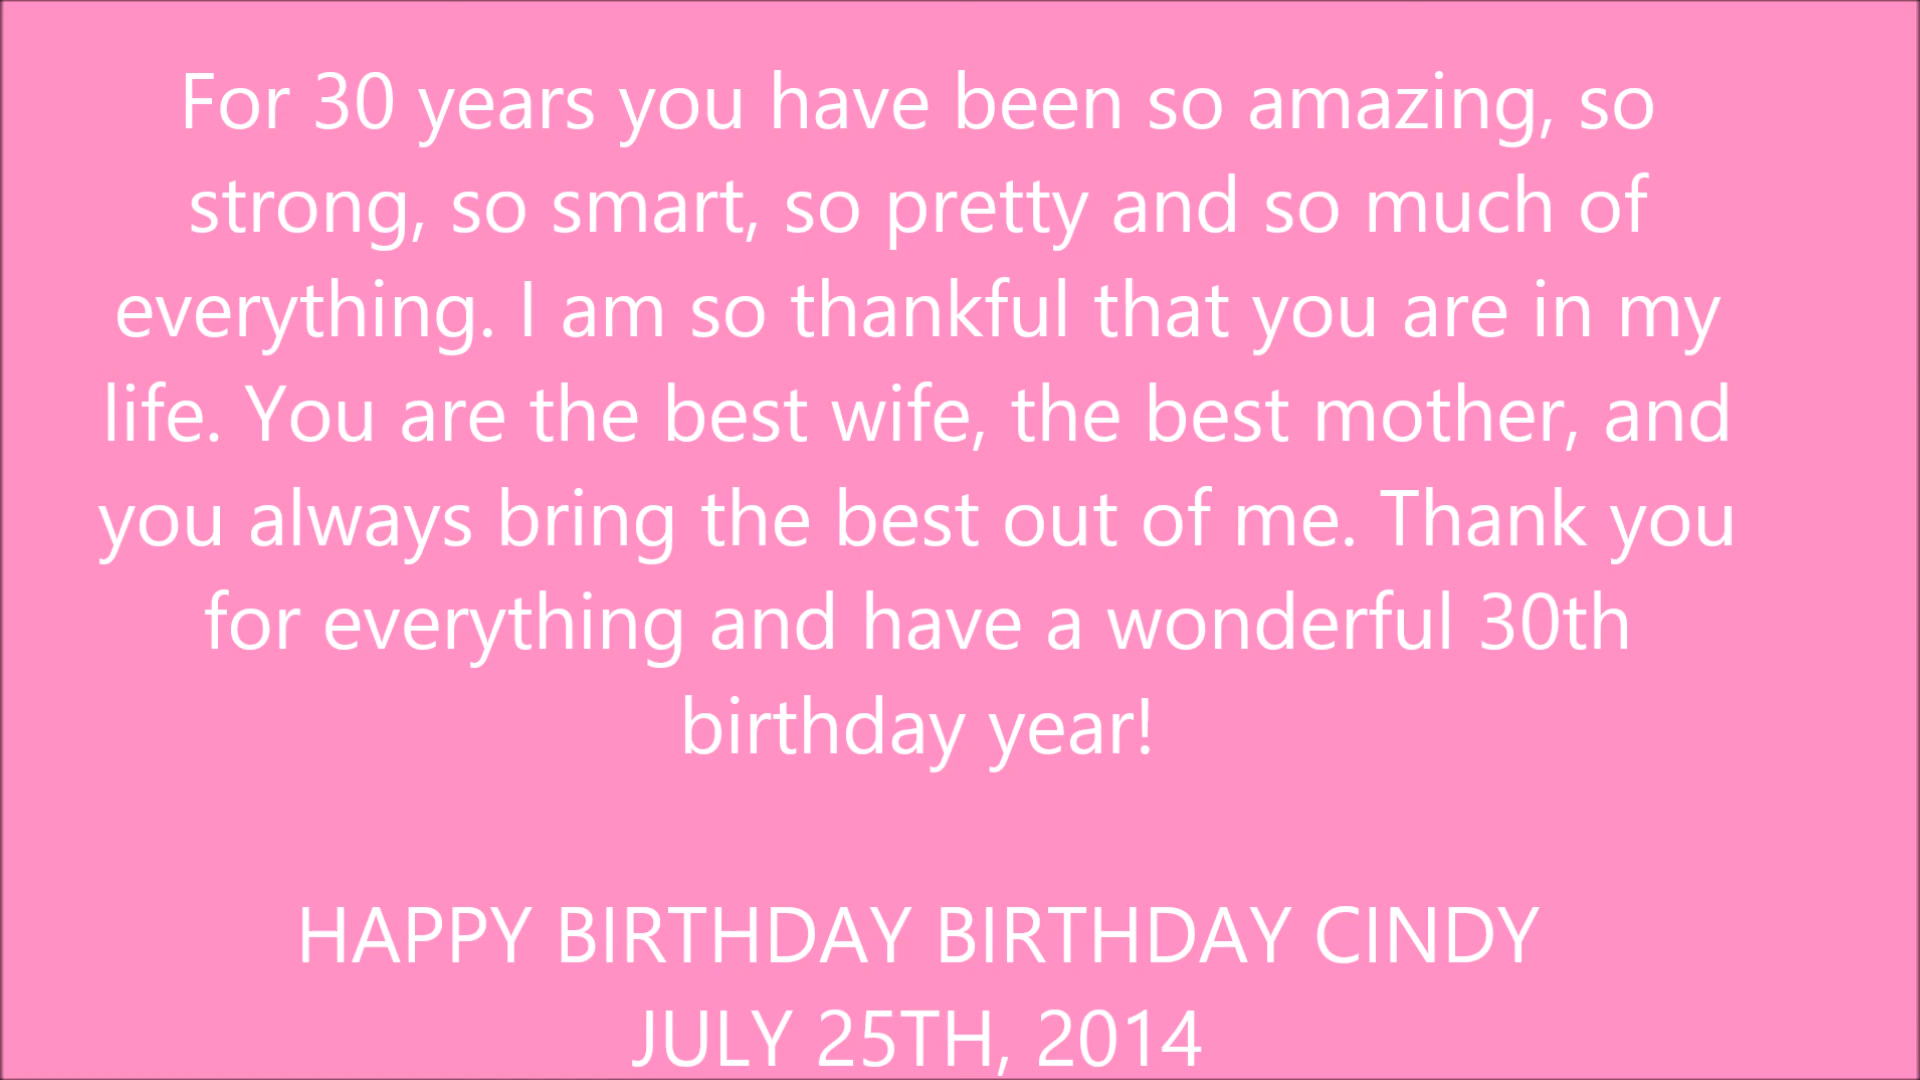 For 30 years you have been so amazing, so
strong, so smart, so pretty and so much of
everything. I am so thankful that you are in my
life. You are the best wife, the best mother, and
you always bring the best out of me. Thank you
for everything and have a wonderful 30th
birthday year!
HAPPY BIRTHDAY BIRTHDAY CINDY
JULY 25TH, 2014